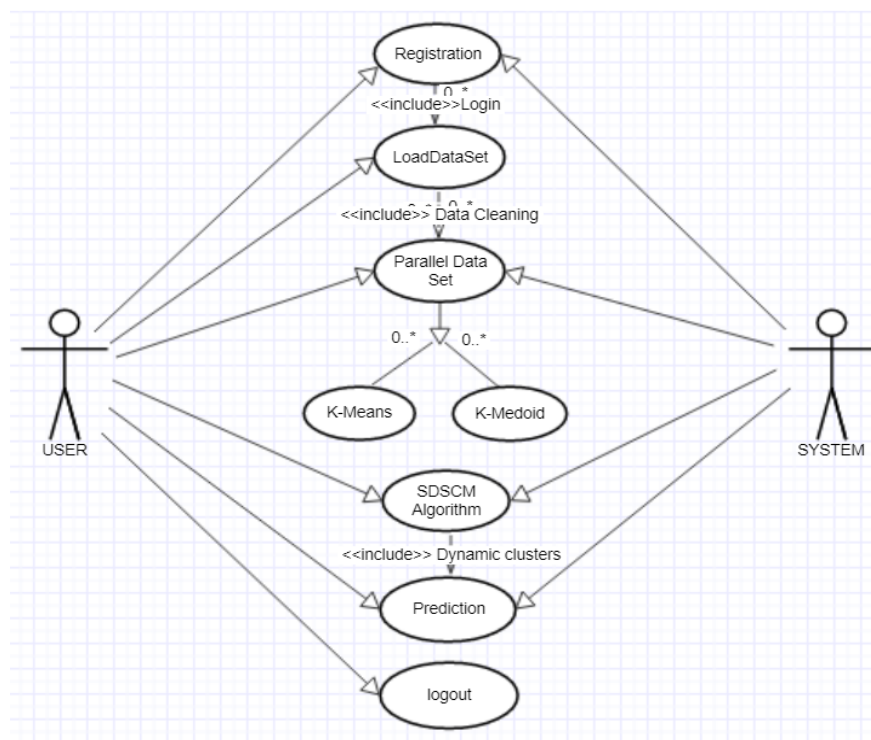 Registration
0..*
<<include>>Login
LoadDataSet
0..*
<<include>> Data Cleaning
Parallel Data
Set
0..*
0..*
K-Means
K-Medoid
USER
SYSTEM
SDSCM
Algorithm
<<include>> Dynamic clusters
Prediction
logout